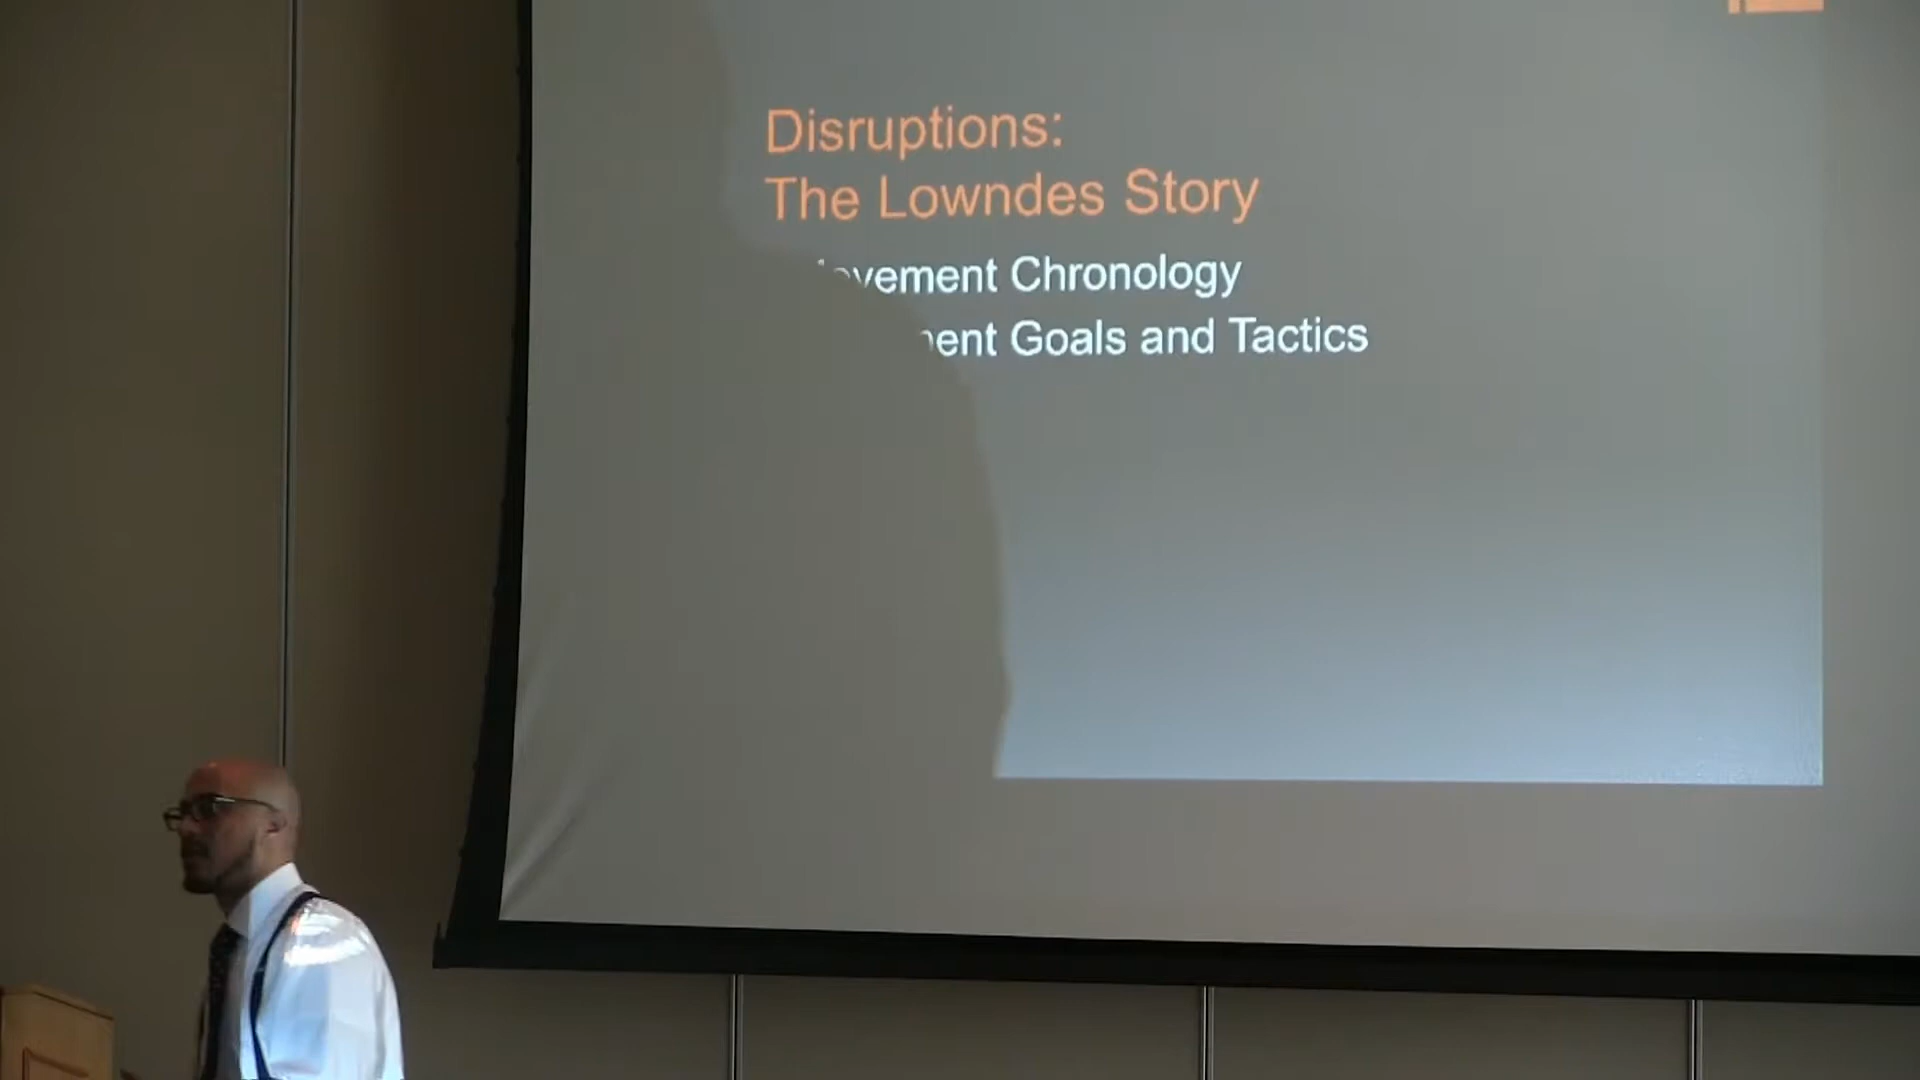 Disruptions:
The Lowndes Story
Chronology
Goals and Tactics